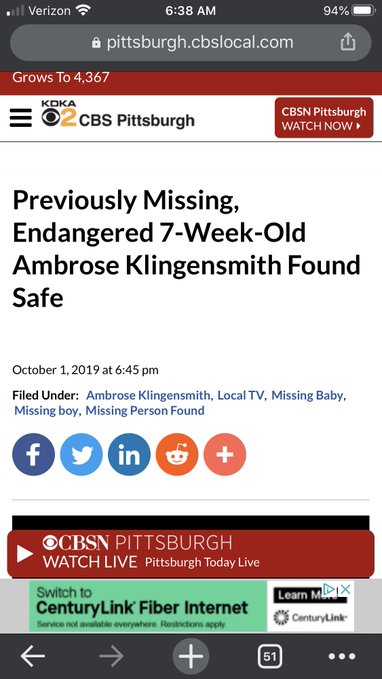 Verizon 6:38 AM 94%
pittsburgh.cbslocal.com
Grows To 4,367
KDKA
2 CBS Pittsburgh
CBSN Pittsburgh
WATCH NOW
Previously Missing,
Endangered 7-Week-Old
Ambrose Klingensmith Found
Safe
October 1, 2019 at 6:45 pm
Filed Under: Ambrose Klingensmith, Local TV, Missing Baby,
Missing boy, Missing Person Found
f in +
CBSN PITTSBURGH
WATCH LIVE Pittsburgh Today Live
Switch to
CenturyLink® Fiber Internet
Service not available everywhere. Restrictions apply.
Learn More
CenturyLink®
51